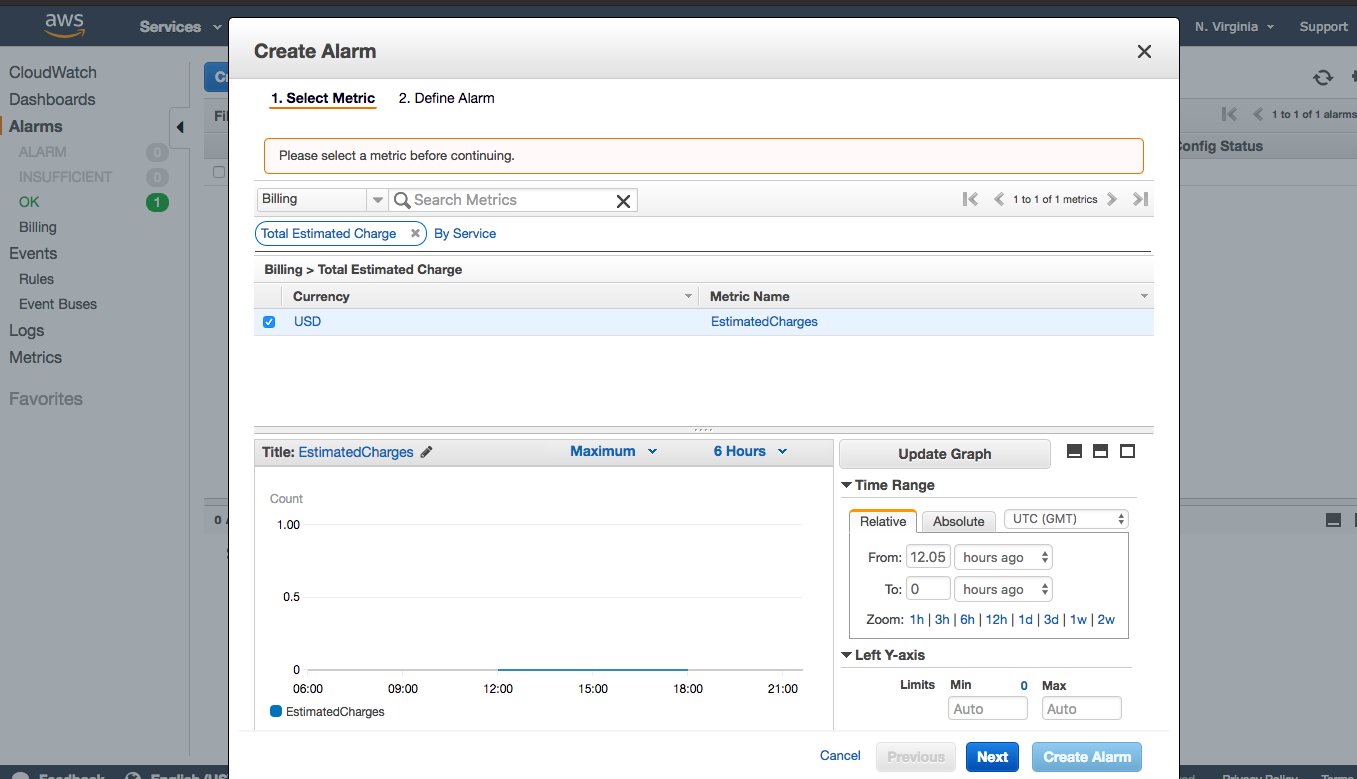 aws
Services
N. Virginia
Support
CloudWatch
Dashboards
Alarms
ALARM 0
INSUFFICIENT 0
OK 1
Billing
Events
Rules
Event Buses
Logs
Metrics
Favorites
1 to 1 of 1 alarms
Config Status
Create Alarm
1. Select Metric
2. Define Alarm
Please select a metric before continuing.
Billing
Search Metrics
1 to 1 of 1 metrics
Total Estimated Charge
By Service
Billing > Total Estimated Charge
Currency
Metric Name
USD
EstimatedCharges
Title: EstimatedCharges
Maximum
6 Hours
Update Graph
Count
1.00
0.5
0
06:00 09:00 12:00 15:00 18:00 21:00
EstimatedCharges
Time Range
Relative
Absolute
UTC (GMT)
From: 12.05 hours ago
To: 0 hours ago
Zoom: 1h | 3h | 6h | 12h | 1d | 3d | 1w | 2w
Left Y-axis
Limits Min 0 Max
Auto Auto
Cancel
Previous
Next
Create Alarm
Feedback
English (US
Privacy Policy
Terms